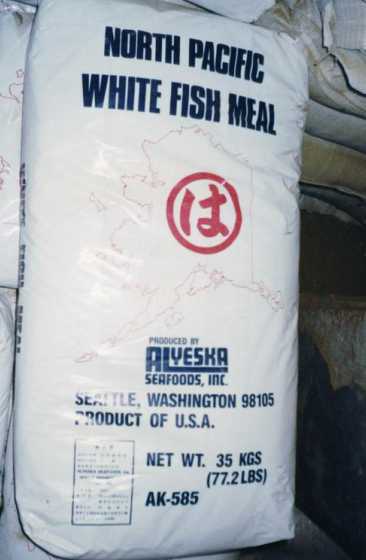 NORTH PACIFIC
WHITE FISH MEAL
は
PRODUCED BY
ALYESKA
SEAFOODS, INC.
SEATTLE, WASHINGTON 98105
PRODUCT OF U.S.A.
NET WT. 35 KGS
(77.2 LBS)
AK-585